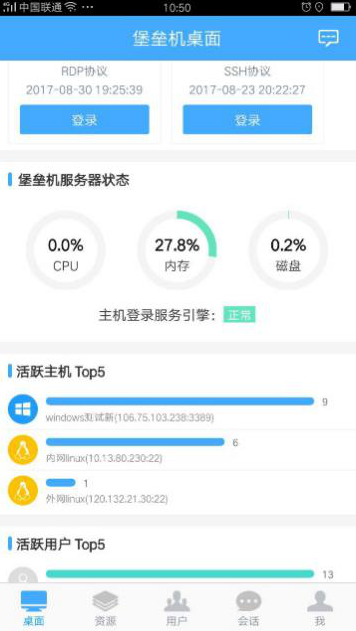 中国联通
10:50
堡垒机桌面
RDP协议
SSH协议
2017-08-30 19:25:39
2017-08-23 20:22:27
登录
登录
堡垒机服务器状态
0.0%
CPU
27.8%
内存
0.2%
磁盘
主机登录服务引擎：正常
活跃主机 Top5
9
windows测试新(106.75.103.238:3389)
6
内网linux(10.13.80.230:22)
1
外网linux(120.132.21.30:22)
活跃用户 Top5
13
桌面
资源
用户
会话
我